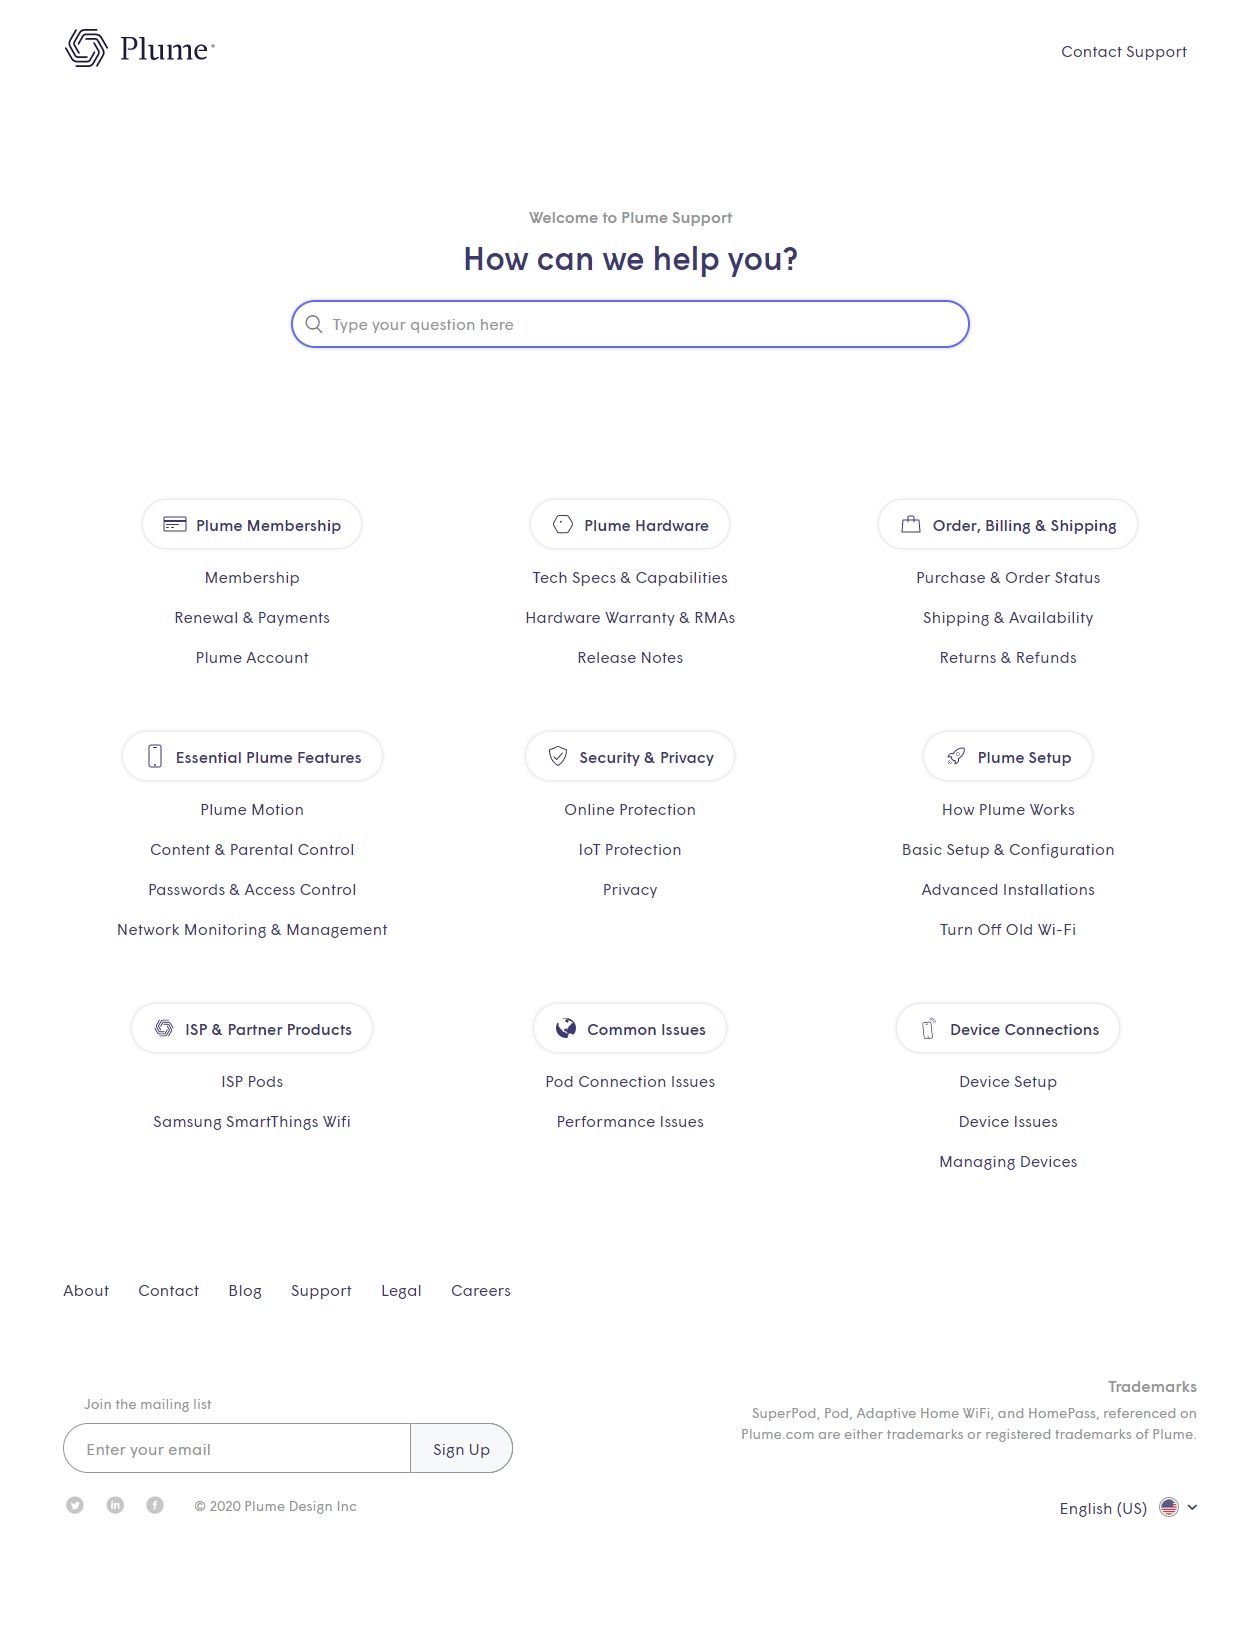 Plume
Contact Support
Welcome to Plume Support
How can we help you?
Type your question here
Plume Membership
Membership
Renewal & Payments
Plume Account
Plume Hardware
Tech Specs & Capabilities
Hardware Warranty & RMAs
Release Notes
Order, Billing & Shipping
Purchase & Order Status
Shipping & Availability
Returns & Refunds
Essential Plume Features
Plume Motion
Content & Parental Control
Passwords & Access Control
Network Monitoring & Management
Security & Privacy
Online Protection
IoT Protection
Privacy
Plume Setup
How Plume Works
Basic Setup & Configuration
Advanced Installations
Turn Off Old Wi-Fi
ISP & Partner Products
ISP Pods
Samsung SmartThings Wifi
Common Issues
Pod Connection Issues
Performance Issues
Device Connections
Device Setup
Device Issues
Managing Devices
About Contact Blog Support Legal Careers
Join the mailing list
Enter your email
Sign Up
Trademarks
SuperPod, Pod, Adaptive Home WiFi, and HomePass, referenced on
Plume.com are either trademarks or registered trademarks of Plume.
© 2020 Plume Design Inc
English (US)